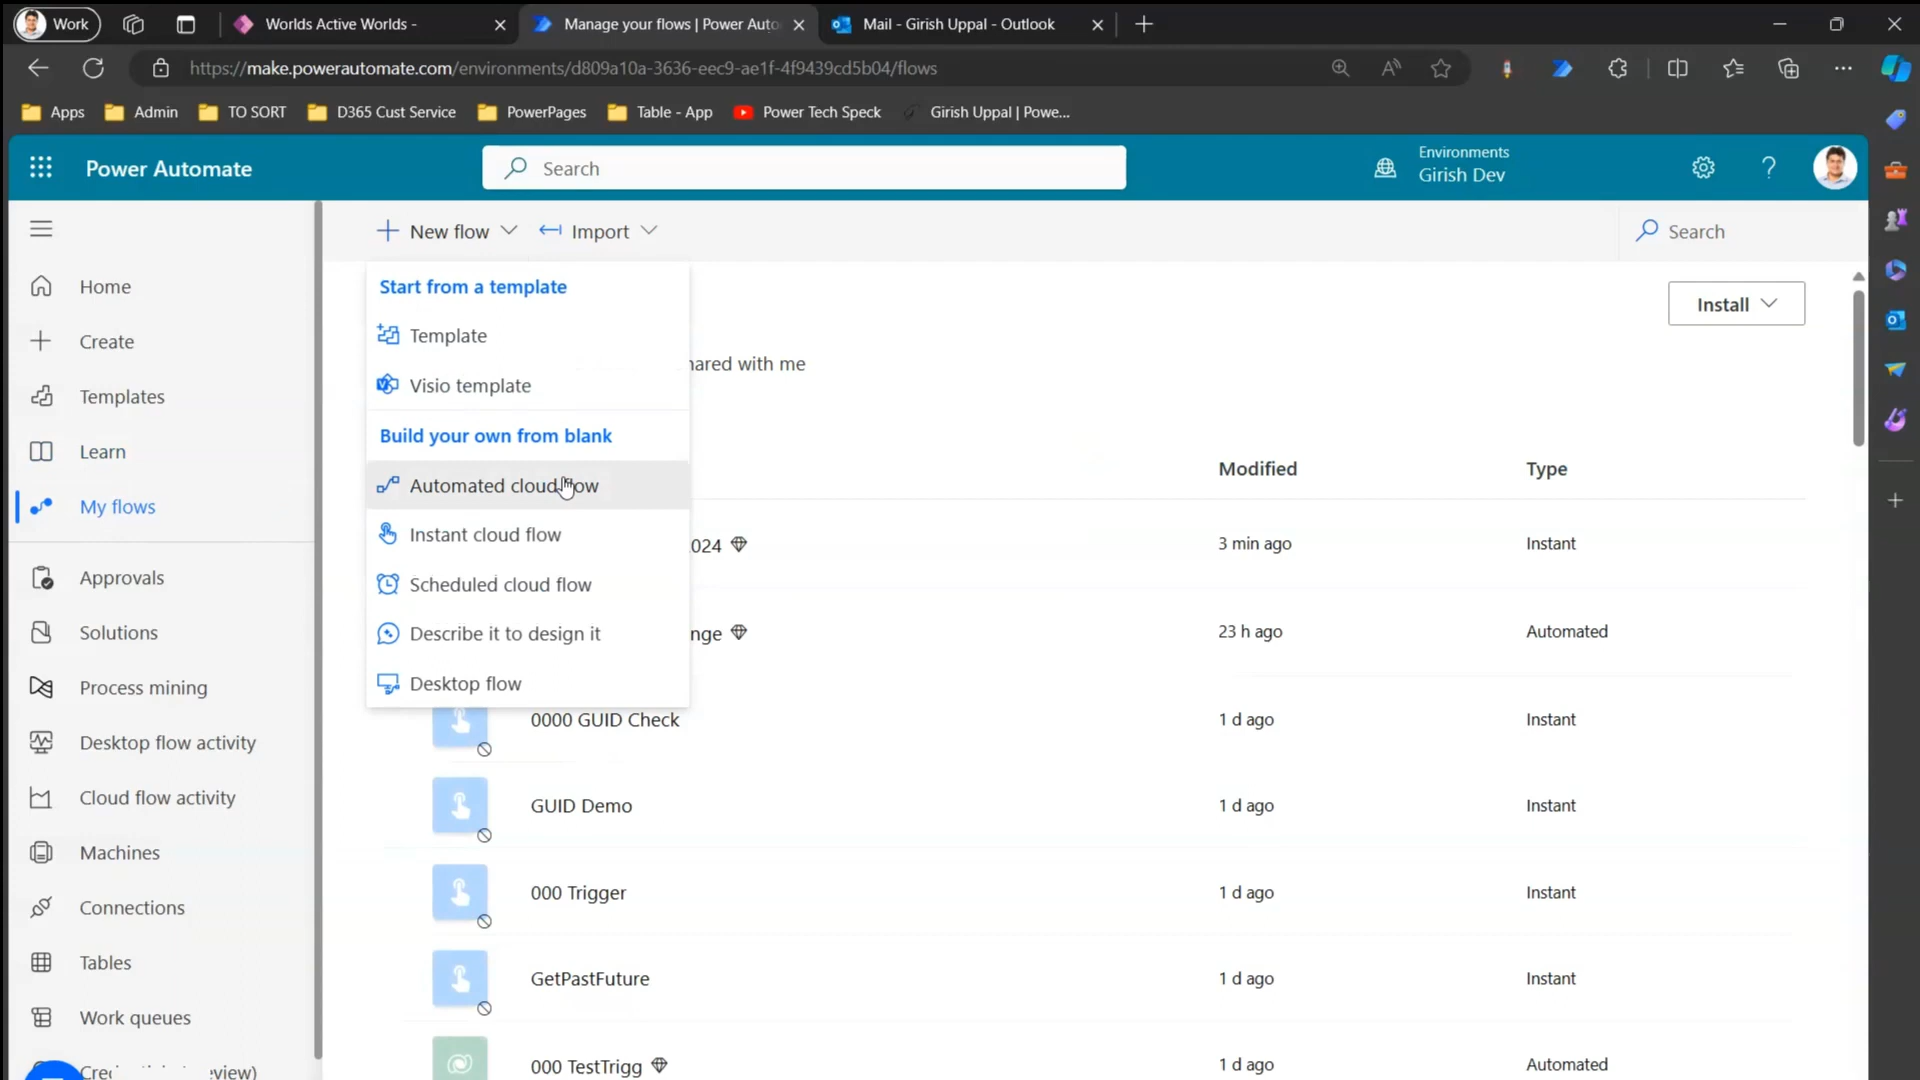 Work
Worlds Active Worlds -
Manage your flows | Power Auto
Mail - Girish Uppal - Outlook
https://make.powerautomate.com/environments/d809a10a-3636-eec9-ae1f-4f9439cd5b04/flows
Apps
Admin
TO SORT
D365 Cust Service
PowerPages
Table - App
Power Tech Speck
Girish Uppal | Powe...
Power Automate
Search
Environments
Girish Dev
New flow
Import
Search
Home
Create
Templates
Learn
My flows
Approvals
Solutions
Process mining
Desktop flow activity
Cloud flow activity
Machines
Connections
Tables
Work queues
Start from a template
Template
Visio template
Build your own from blank
Automated cloud flow
Instant cloud flow
Scheduled cloud flow
Describe it to design it
Desktop flow
Install
hared with me
Modified Type
024 3 min ago Instant
nge 23 h ago Automated
0000 GUID Check 1 d ago Instant
GUID Demo 1 d ago Instant
000 Trigger 1 d ago Instant
GetPastFuture 1 d ago Instant
000 TestTrigg 1 d ago Automated